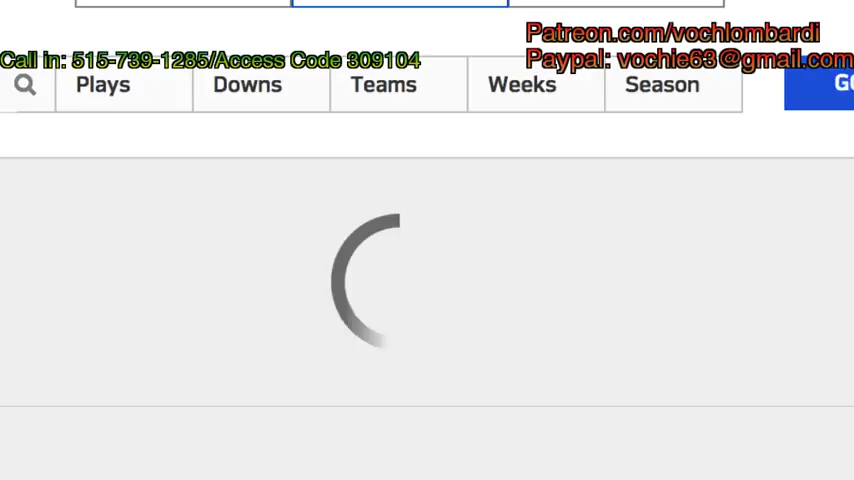 Patreon.com/vochlombardi
Call in: 515-739-1285/Access Code 309104
Paypal: vochie63@gmail.com
Plays Downs Teams Weeks Season